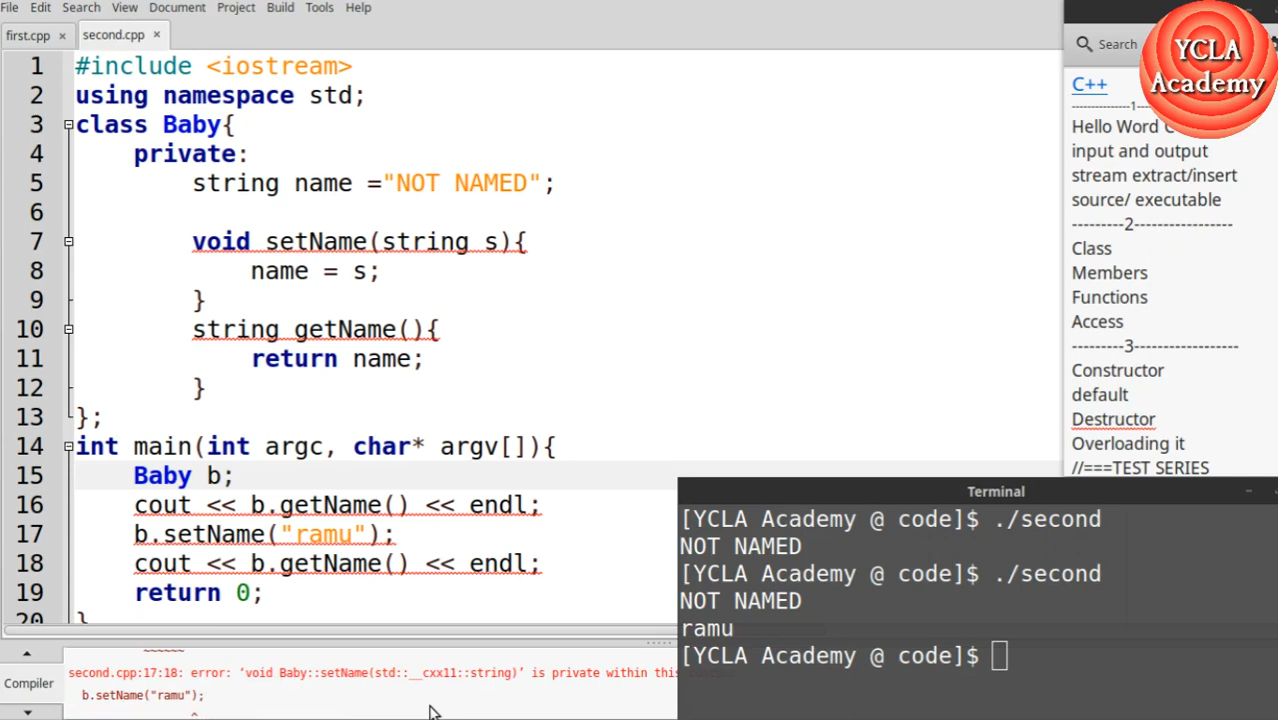 File Edit Search View Document Project Build Tools Help
first.cpp × second.cpp ×
1 #include <iostream>
2 using namespace std;
3 class Baby{
4 private:
5 string name ="NOT NAMED";
6
7 void setName(string s){
8 name = s;
9 }
10 string getName(){
11 return name;
12 }
13 };
14 int main(int argc, char* argv[]){
15 Baby b;
16 cout << b.getName() << endl;
17 b.setName("ramu");
18 cout << b.getName() << endl;
19 return 0;
20 }
Compiler
~~~~~~
second.cpp:17:18: error: ‘void Baby::setName(std::__cxx11::string)’ is private within this
b.setName("ramu");
^
Terminal
[YCLA Academy @ code]$ ./second
NOT NAMED
[YCLA Academy @ code]$ ./second
NOT NAMED
ramu
[YCLA Academy @ code]$
Search
YCLA
Academy
C++
---------------1
Hello Word C
input and output
stream extract/insert
source/ executable
---------2----------------
Class
Members
Functions
Access
---------3------------------
Constructor
default
Destructor
Overloading it
//===TEST SERIES